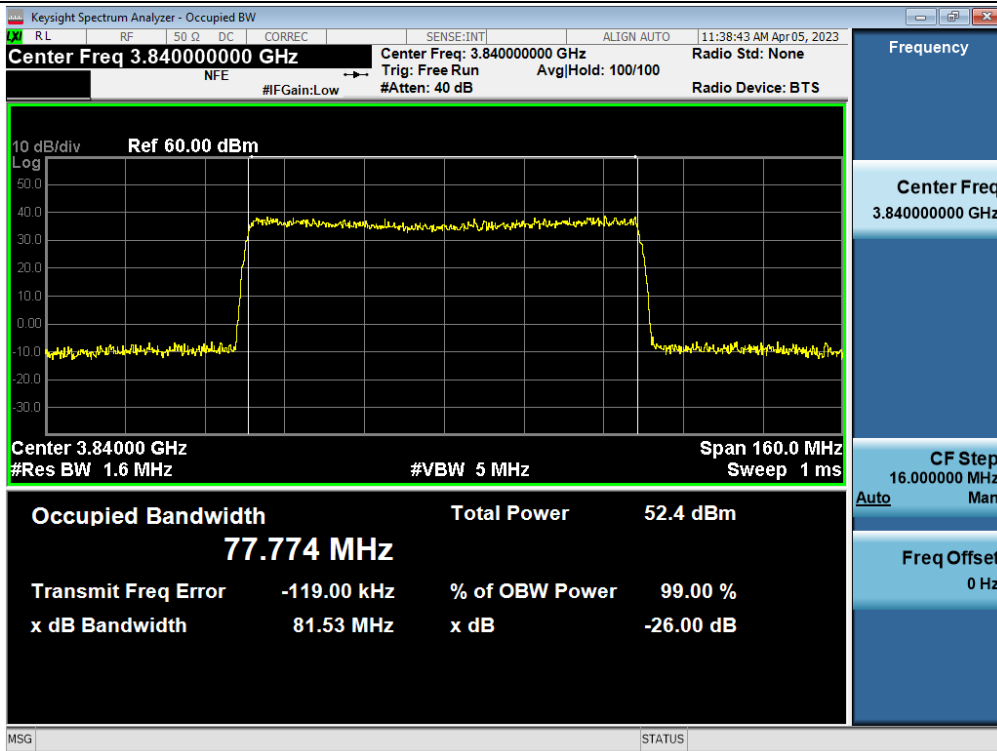 Keysight Spectrum Analyzer - Occupied BW
LXI RL RF 50 Ω DC CORREC SENSE:INT ALIGN AUTO 11:38:43 AM Apr 05, 2023
Center Freq 3.840000000 GHz
NFE
#IFGain:Low
Center Freq: 3.840000000 GHz
Trig: Free Run Avg|Hold: 100/100
#Atten: 40 dB
Radio Std: None
Radio Device: BTS
10 dB/div Ref 60.00 dBm
Log
50.0
40.0
30.0
20.0
10.0
0.00
-10.0
-20.0
-30.0
Center 3.84000 GHz Span 160.0 MHz
#Res BW 1.6 MHz #VBW 5 MHz Sweep 1 ms
Occupied Bandwidth Total Power 52.4 dBm
77.774 MHz
Transmit Freq Error -119.00 kHz % of OBW Power 99.00 %
x dB Bandwidth 81.53 MHz x dB -26.00 dB
MSG STATUS
Frequency
Center Freq
3.840000000 GHz
CF Step
16.000000 MHz
Auto Man
Freq Offset
0 Hz